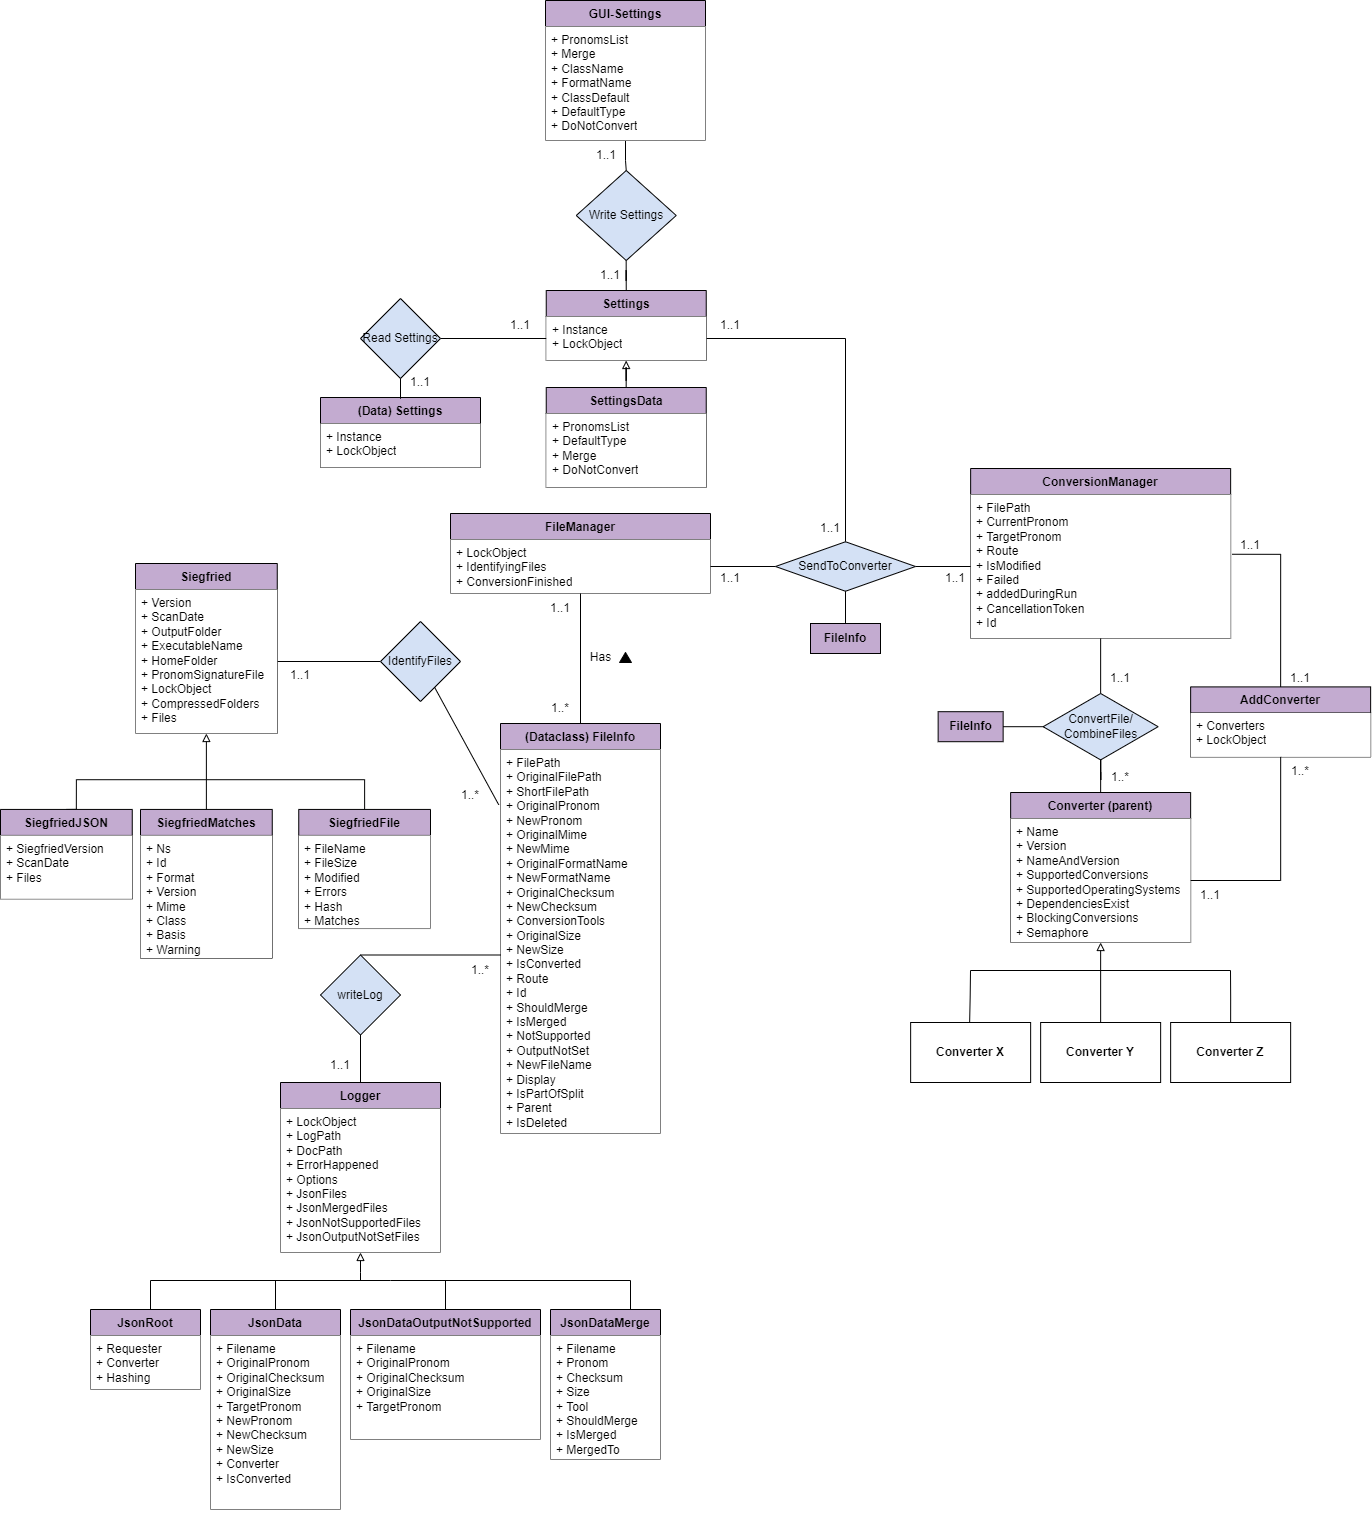 GUI-Settings
+ PronomsList
+ Merge
+ ClassName
+ FormatName
+ ClassDefault
+ DefaultType
+ DoNotConvert
1..1
Write Settings
1..1
Settings
+ Instance
+ LockObject
1..1
1..1
Read Settings
1..1
(Data) Settings
+ Instance
+ LockObject
SettingsData
+ PronomsList
+ DefaultType
+ Merge
+ DoNotConvert
FileManager
+ LockObject
+ IdentifyingFiles
+ ConversionFinished
1..1
1..1
SendToConverter
1..1
FileInfo
1..1
Has
1..*
ConversionManager
+ FilePath
+ CurrentPronom
+ TargetPronom
+ Route
+ IsModified
+ Failed
+ addedDuringRun
+ CancellationToken
+ Id
1..1
1..1
1..1
AddConverter
+ Converters
+ LockObject
1..*
FileInfo
ConvertFile/
CombineFiles
1..*
Converter (parent)
+ Name
+ Version
+ NameAndVersion
+ SupportedConversions
+ SupportedOperatingSystems
+ DependenciesExist
+ BlockingConversions
+ Semaphore
1..1
Converter X
Converter Y
Converter Z
Siegfried
+ Version
+ ScanDate
+ OutputFolder
+ ExecutableName
+ HomeFolder
+ PronomSignatureFile
+ LockObject
+ CompressedFolders
+ Files
1..1
IdentifyFiles
1..*
SiegfriedJSON
+ SiegfriedVersion
+ ScanDate
+ Files
SiegfriedMatches
+ Ns
+ Id
+ Format
+ Version
+ Mime
+ Class
+ Basis
+ Warning
SiegfriedFile
+ FileName
+ FileSize
+ Modified
+ Errors
+ Hash
+ Matches
(Dataclass) FileInfo
+ FilePath
+ OriginalFilePath
+ ShortFilePath
+ OriginalPronom
+ NewPronom
+ OriginalMime
+ NewMime
+ OriginalFormatName
+ NewFormatName
+ OriginalChecksum
+ NewChecksum
+ ConversionTools
+ OriginalSize
+ NewSize
+ IsConverted
+ Route
+ Id
+ ShouldMerge
+ IsMerged
+ NotSupported
+ OutputNotSet
+ NewFileName
+ Display
+ IsPartOfSplit
+ Parent
+ IsDeleted
1..*
writeLog
1..1
Logger
+ LockObject
+ LogPath
+ DocPath
+ ErrorHappened
+ Options
+ JsonFiles
+ JsonMergedFiles
+ JsonNotSupportedFiles
+ JsonOutputNotSetFiles
JsonRoot
+ Requester
+ Converter
+ Hashing
JsonData
+ Filename
+ OriginalPronom
+ OriginalChecksum
+ OriginalSize
+ TargetPronom
+ NewPronom
+ NewChecksum
+ NewSize
+ Converter
+ IsConverted
JsonDataOutputNotSupported
+ Filename
+ OriginalPronom
+ OriginalChecksum
+ OriginalSize
+ TargetPronom
JsonDataMerge
+ Filename
+ Pronom
+ Checksum
+ Size
+ Tool
+ ShouldMerge
+ IsMerged
+ MergedTo